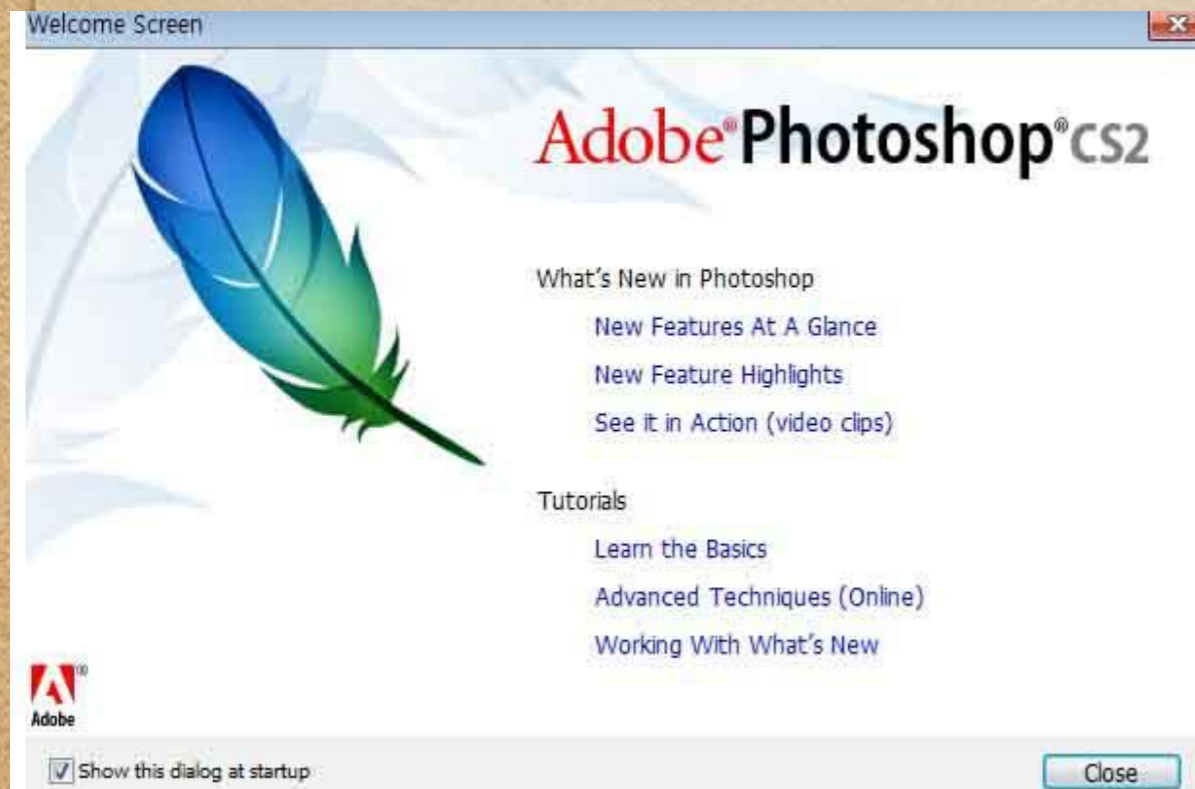 Welcome Screen
Adobe® Photoshop® CS2
What's New in Photoshop
New Features At A Glance
New Feature Highlights
See it in Action (video clips)
Tutorials
Learn the Basics
Advanced Techniques (Online)
Working With What's New
®
Adobe
Show this dialog at startup
Close